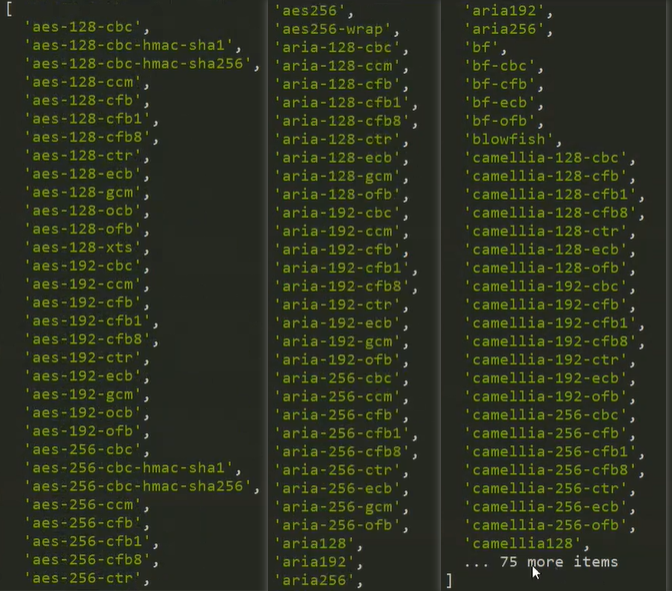 [
'aes-128-cbc',
'aes-128-cbc-hmac-sha1',
'aes-128-cbc-hmac-sha256',
'aes-128-ccm',
'aes-128-cfb',
'aes-128-cfb1',
'aes-128-cfb8',
'aes-128-ctr',
'aes-128-ecb',
'aes-128-gcm',
'aes-128-ocb',
'aes-128-ofb',
'aes-128-xts',
'aes-192-cbc',
'aes-192-ccm',
'aes-192-cfb',
'aes-192-cfb1',
'aes-192-cfb8',
'aes-192-ctr',
'aes-192-ecb',
'aes-192-gcm',
'aes-192-ocb',
'aes-192-ofb',
'aes-256-cbc',
'aes-256-cbc-hmac-sha1',
'aes-256-cbc-hmac-sha256',
'aes-256-ccm',
'aes-256-cfb',
'aes-256-cfb1',
'aes-256-cfb8',
'aes-256-ctr',
'aes256',
'aes256-wrap',
'aria-128-cbc',
'aria-128-ccm',
'aria-128-cfb',
'aria-128-cfb1',
'aria-128-cfb8',
'aria-128-ctr',
'aria-128-ecb',
'aria-128-gcm',
'aria-128-ofb',
'aria-192-cbc',
'aria-192-ccm',
'aria-192-cfb',
'aria-192-cfb1',
'aria-192-cfb8',
'aria-192-ctr',
'aria-192-ecb',
'aria-192-gcm',
'aria-192-ofb',
'aria-256-cbc',
'aria-256-ccm',
'aria-256-cfb',
'aria-256-cfb1',
'aria-256-cfb8',
'aria-256-ctr',
'aria-256-ecb',
'aria-256-gcm',
'aria-256-ofb',
'aria128',
'aria192',
'aria256',
'aria192',
'aria256',
'bf',
'bf-cbc',
'bf-cfb',
'bf-ecb',
'bf-ofb',
'blowfish',
'camellia-128-cbc',
'camellia-128-cfb',
'camellia-128-cfb1',
'camellia-128-cfb8',
'camellia-128-ctr',
'camellia-128-ecb',
'camellia-128-ofb',
'camellia-192-cbc',
'camellia-192-cfb',
'camellia-192-cfb1',
'camellia-192-cfb8',
'camellia-192-ctr',
'camellia-192-ecb',
'camellia-192-ofb',
'camellia-256-cbc',
'camellia-256-cfb',
'camellia-256-cfb1',
'camellia-256-cfb8',
'camellia-256-ctr',
'camellia-256-ecb',
'camellia-256-ofb',
'camellia128',
... 75 more items
]